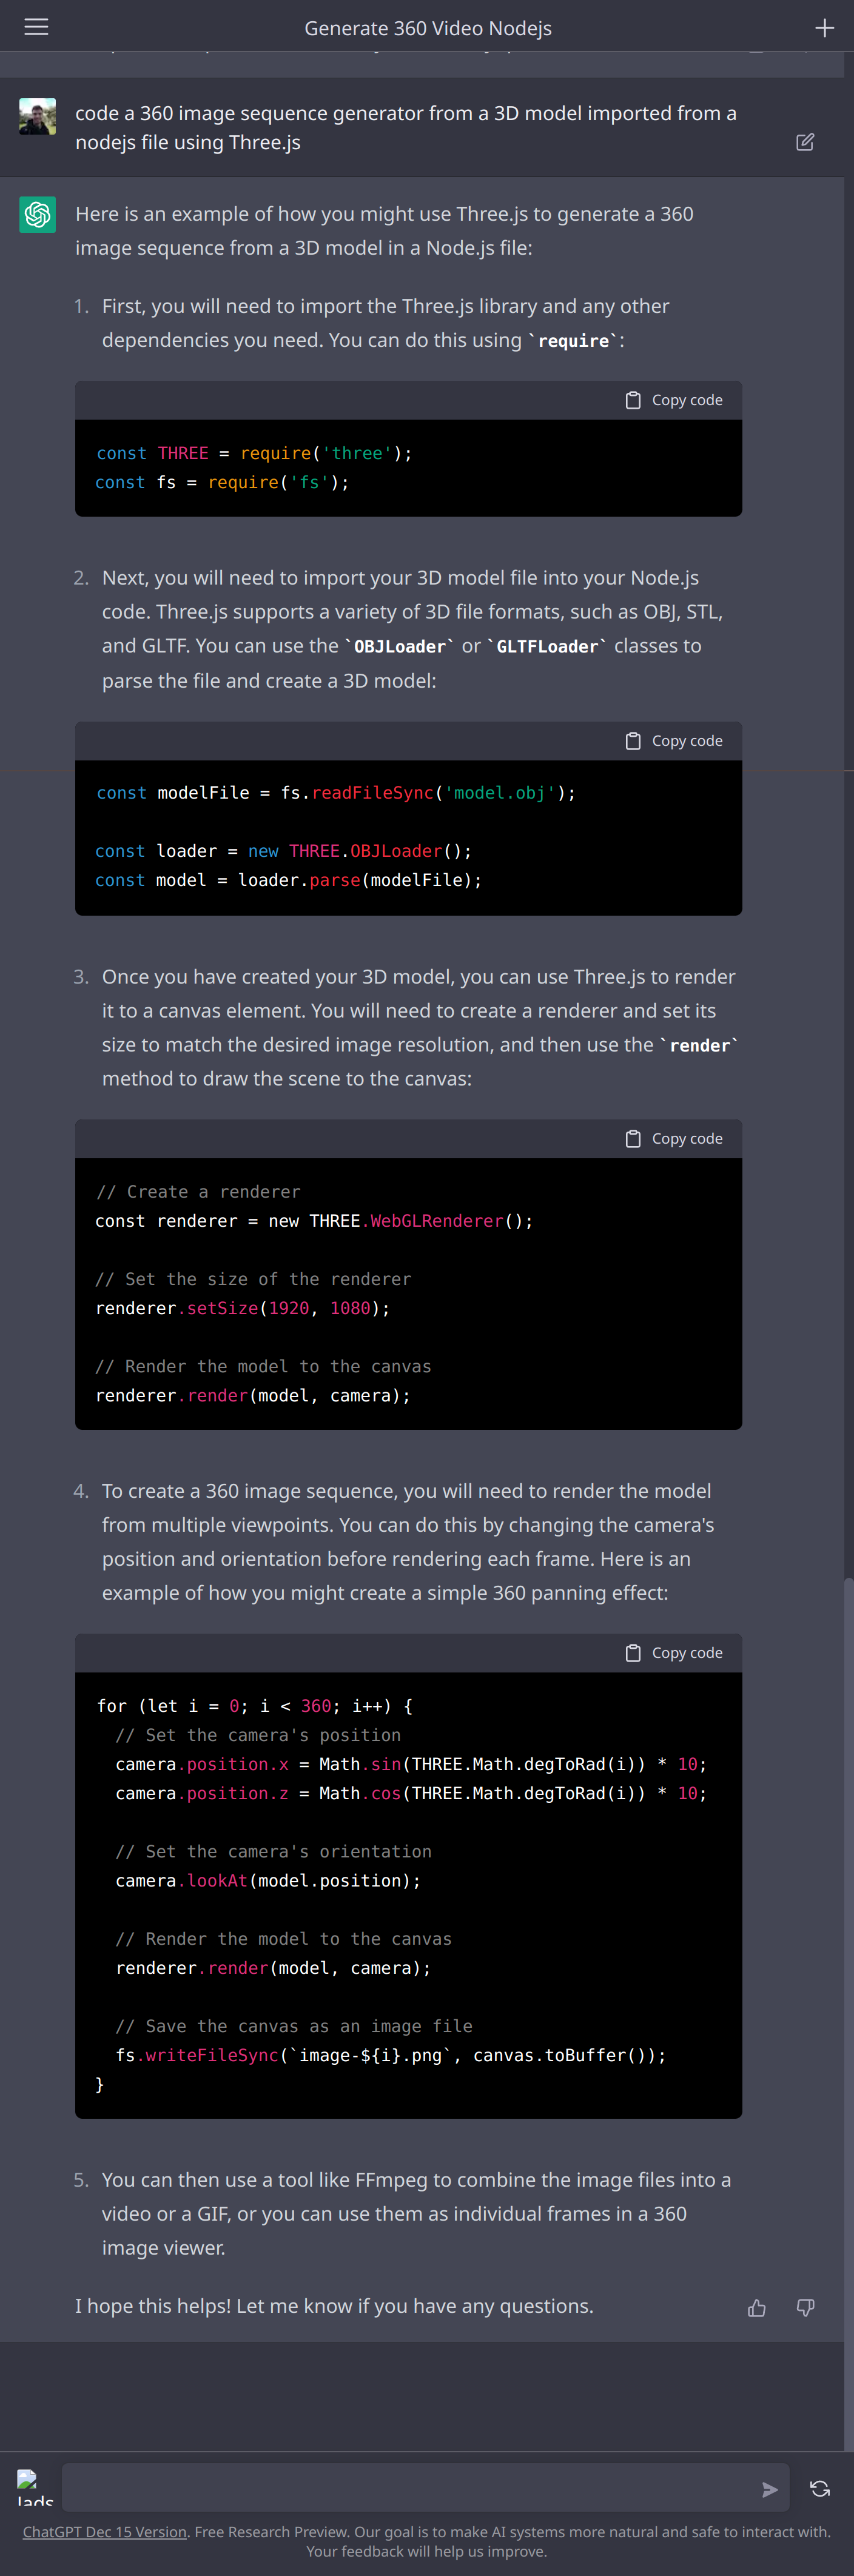 Generate 360 Video Nodejs
code a 360 image sequence generator from a 3D model imported from a
nodejs file using Three.js
Here is an example of how you might use Three.js to generate a 360
image sequence from a 3D model in a Node.js file:
1. First, you will need to import the Three.js library and any other
dependencies you need. You can do this using `require`:
Copy code
const THREE = require('three');
const fs = require('fs');
2. Next, you will need to import your 3D model file into your Node.js
code. Three.js supports a variety of 3D file formats, such as OBJ, STL,
and GLTF. You can use the `OBJLoader` or `GLTFLoader` classes to
parse the file and create a 3D model:
Copy code
const modelFile = fs.readFileSync('model.obj');
const loader = new THREE.OBJLoader();
const model = loader.parse(modelFile);
3. Once you have created your 3D model, you can use Three.js to render
it to a canvas element. You will need to create a renderer and set its
size to match the desired image resolution, and then use the `render`
method to draw the scene to the canvas:
Copy code
// Create a renderer
const renderer = new THREE.WebGLRenderer();
// Set the size of the renderer
renderer.setSize(1920, 1080);
// Render the model to the canvas
renderer.render(model, camera);
4. To create a 360 image sequence, you will need to render the model
from multiple viewpoints. You can do this by changing the camera's
position and orientation before rendering each frame. Here is an
example of how you might create a simple 360 panning effect:
Copy code
for (let i = 0; i < 360; i++) {
// Set the camera's position
camera.position.x = Math.sin(THREE.Math.degToRad(i)) * 10;
camera.position.z = Math.cos(THREE.Math.degToRad(i)) * 10;
// Set the camera's orientation
camera.lookAt(model.position);
// Render the model to the canvas
renderer.render(model, camera);
// Save the canvas as an image file
fs.writeFileSync(`image-${i}.png`, canvas.toBuffer());
}
5. You can then use a tool like FFmpeg to combine the image files into a
video or a GIF, or you can use them as individual frames in a 360
image viewer.
I hope this helps! Let me know if you have any questions.
ChatGPT Dec 15 Version. Free Research Preview. Our goal is to make AI systems more natural and safe to interact with.
Your feedback will help us improve.